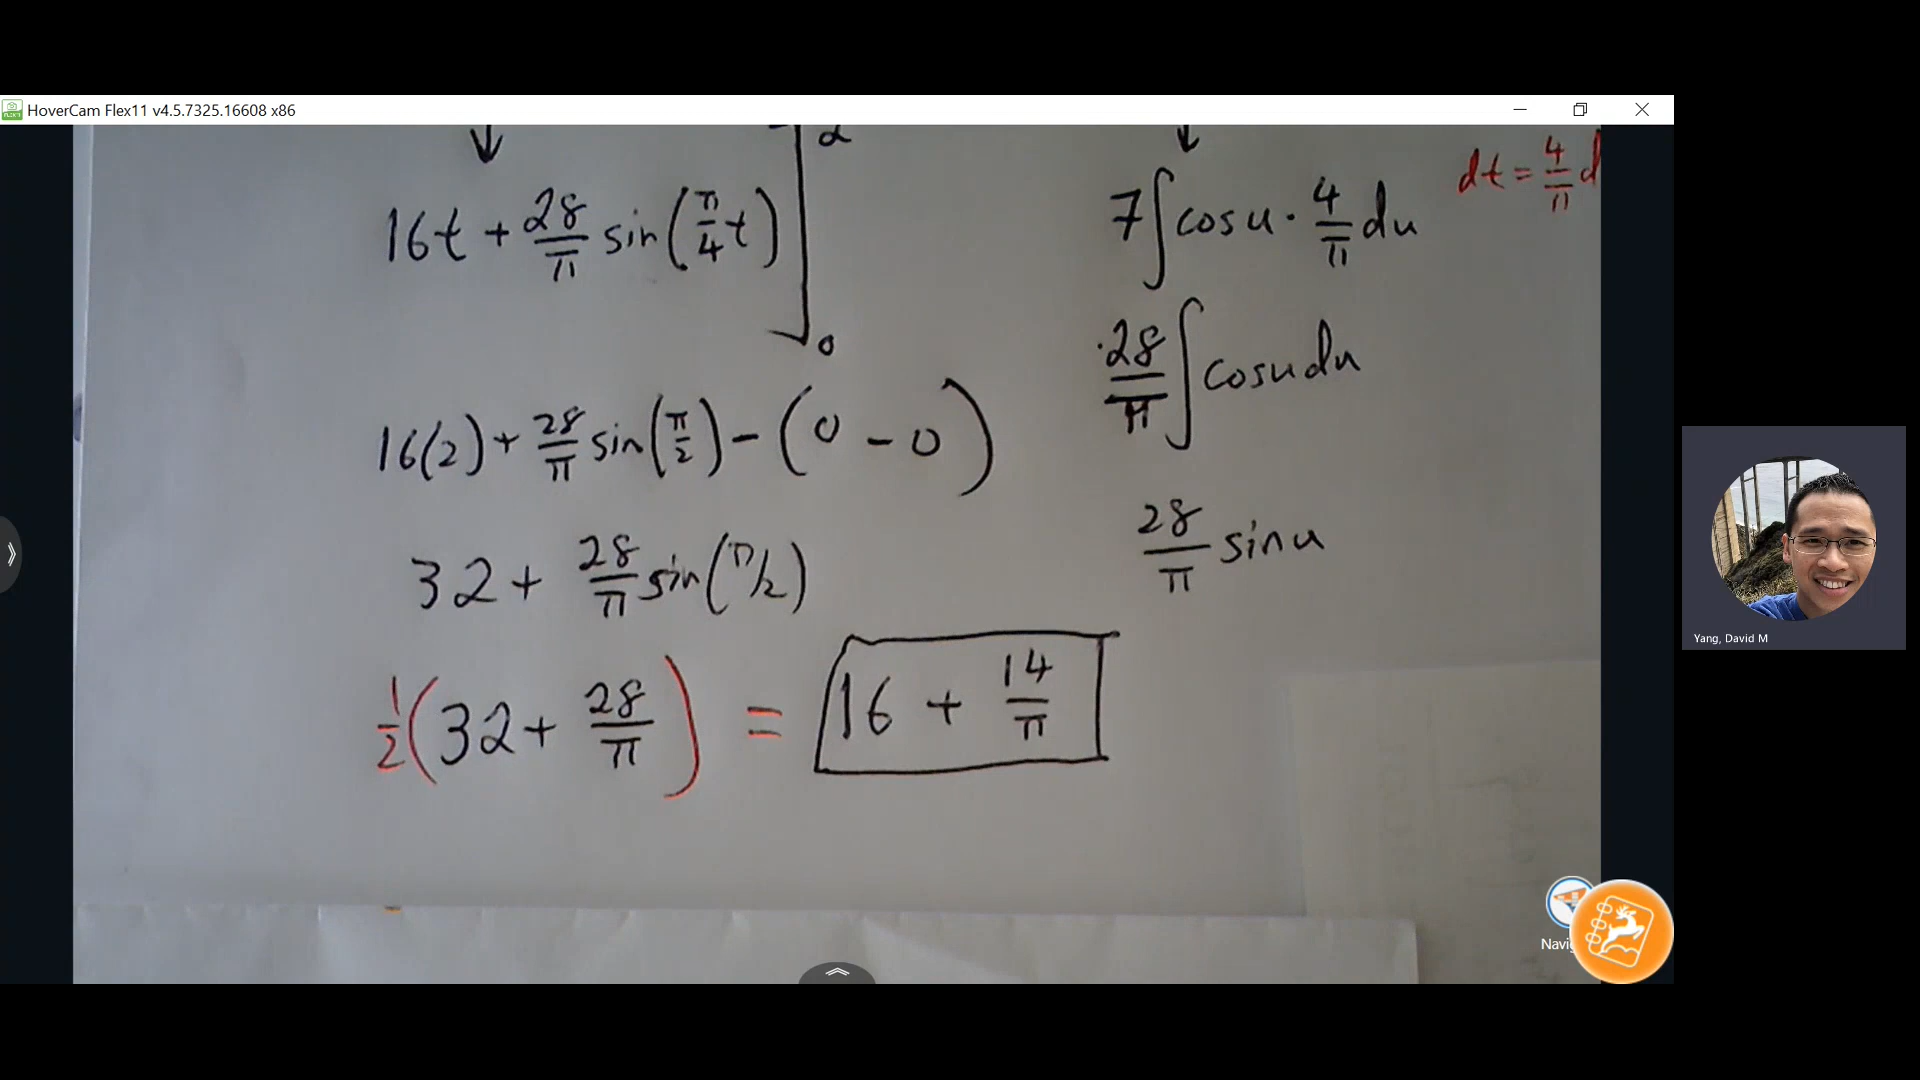 HoverCam Flex11 v4.5.7325.16608 x86
16t + 28/π sin(π/4 t) ]
2
0
16(2) + 28/π sin(π/2) - (0 - 0)
32 + 28/π sin(π/2)
1/2(32 + 28/π) = 16 + 14/π
dt = 4/π d
7∫cos u · 4/π du
28/π ∫cos u du
28/π sin u
Yang, David M